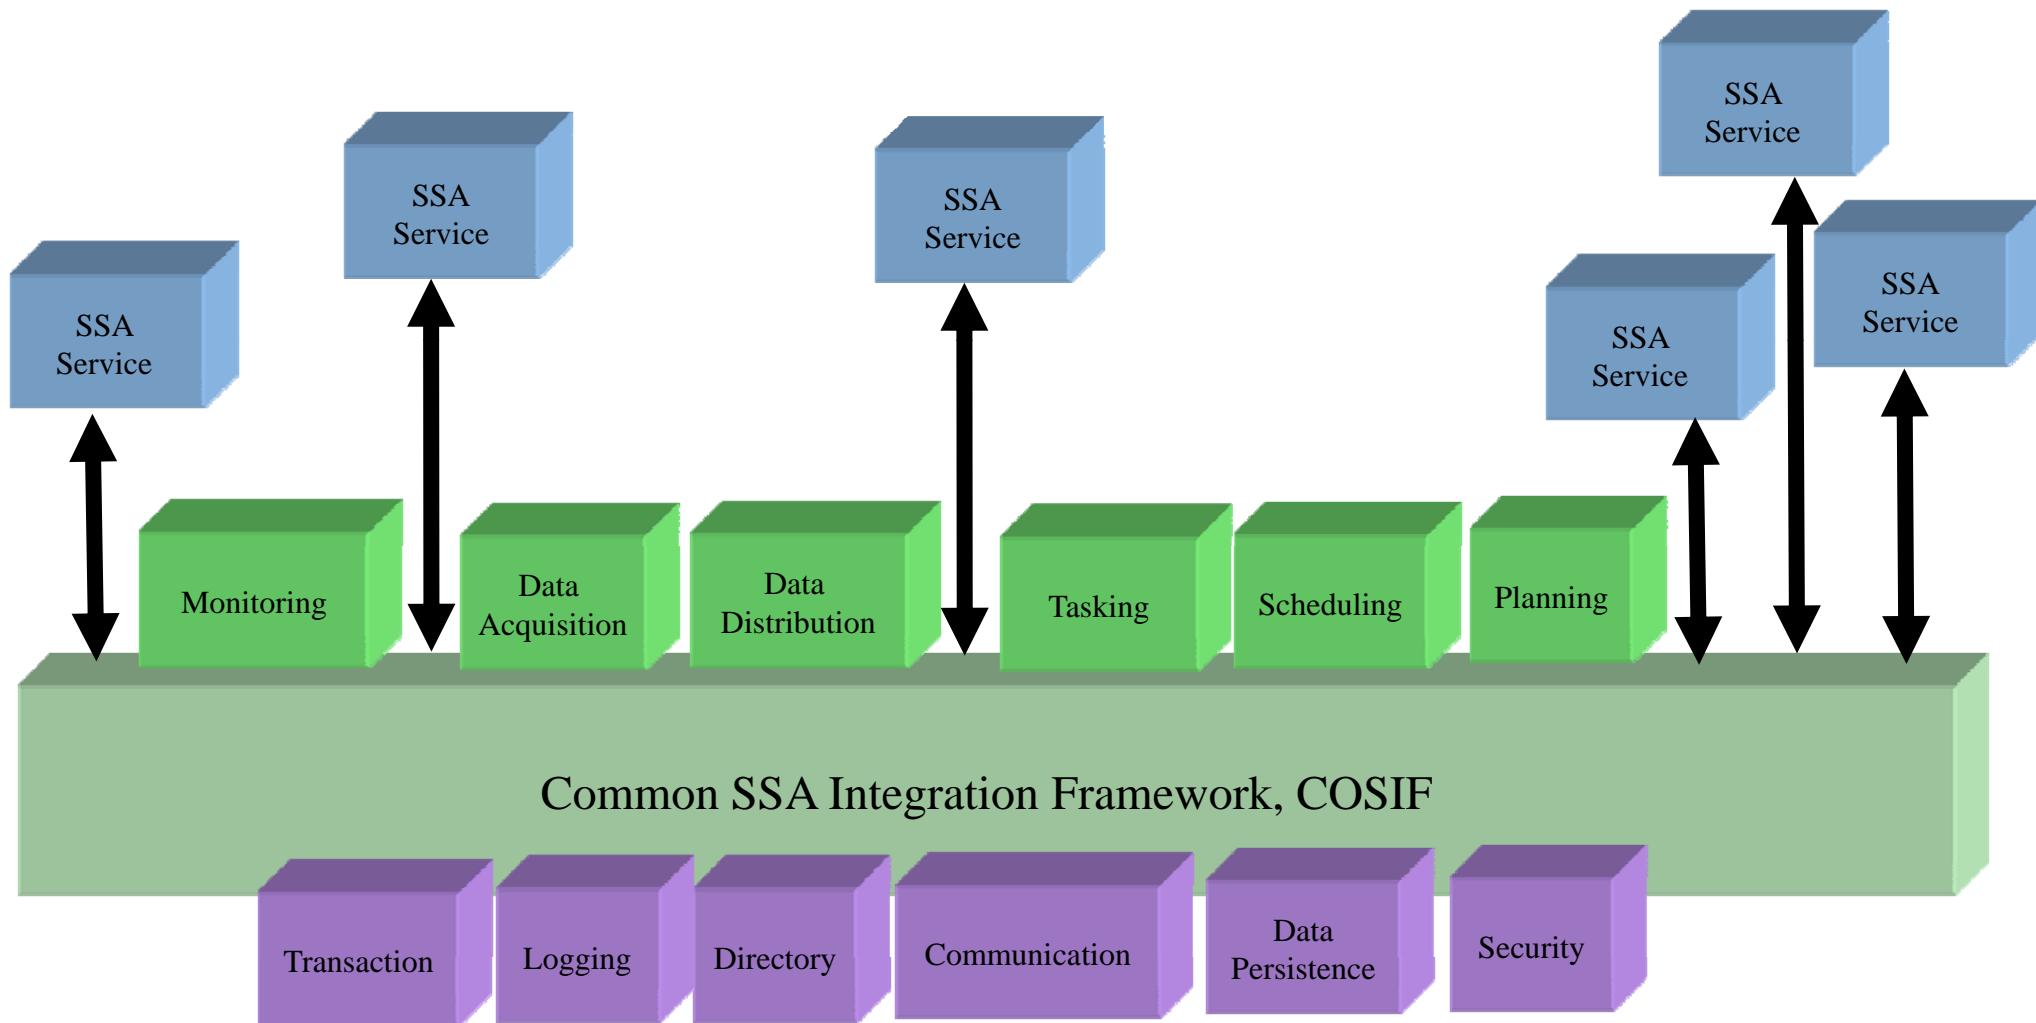 SSA
Service
SSA
Service
SSA
Service
SSA
Service
SSA
Service
SSA
Service
Monitoring
Data
Acquisition
Data
Distribution
Tasking
Scheduling
Planning
Common SSA Integration Framework, COSIF
Transaction
Logging
Directory
Communication
Data
Persistence
Security